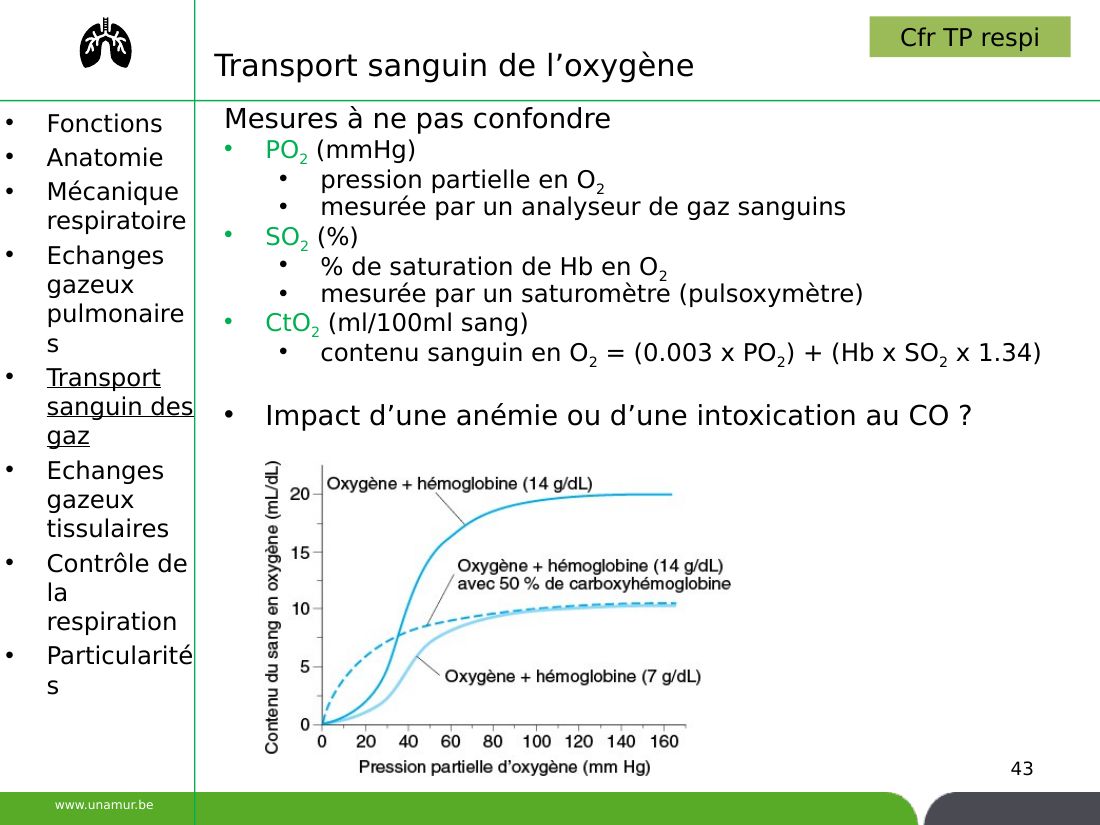 Cfr TP respi
Transport sanguin de l’oxygène
• Fonctions
• Anatomie
• Mécanique
respiratoire
• Echanges
gazeux
pulmonaire
s
• Transport
sanguin des
gaz
• Echanges
gazeux
tissulaires
• Contrôle de
la
respiration
• Particularité
s
Mesures à ne pas confondre
• PO2 (mmHg)
• pression partielle en O2
• mesurée par un analyseur de gaz sanguins
• SO2 (%)
• % de saturation de Hb en O2
• mesurée par un saturomètre (pulsoxymètre)
• CtO2 (ml/100ml sang)
• contenu sanguin en O2 = (0.003 x PO2) + (Hb x SO2 x 1.34)
• Impact d’une anémie ou d’une intoxication au CO ?
Contenu du sang en oxygène (mL/dL)
20
15
10
5
0
Oxygène + hémoglobine (14 g/dL)
Oxygène + hémoglobine (14 g/dL)
avec 50 % de carboxyhémoglobine
Oxygène + hémoglobine (7 g/dL)
0 20 40 60 80 100 120 140 160
Pression partielle d’oxygène (mm Hg)
43
www.unamur.be